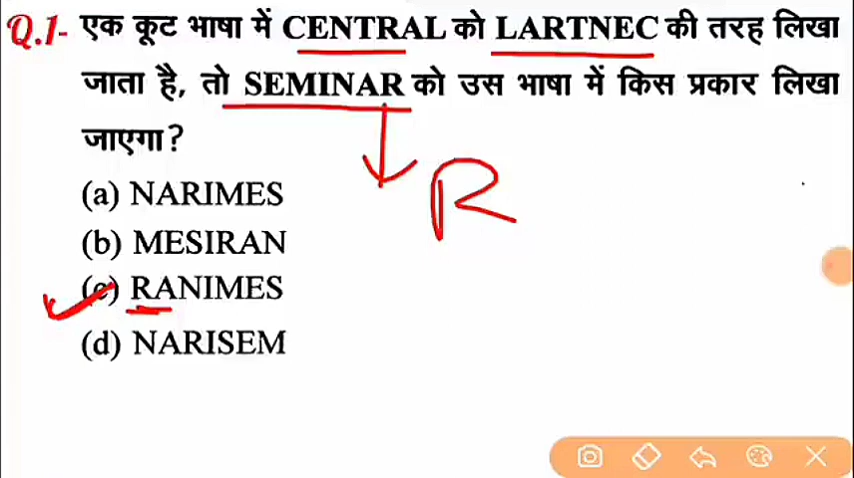 Q.1- एक कूट भाषा में CENTRAL को LARTNEC की तरह लिखा
जाता है, तो SEMINAR को उस भाषा में किस प्रकार लिखा
जाएगा?
R
(a) NARIMES
(b) MESIRAN
(c) RANIMES
(d) NARISEM